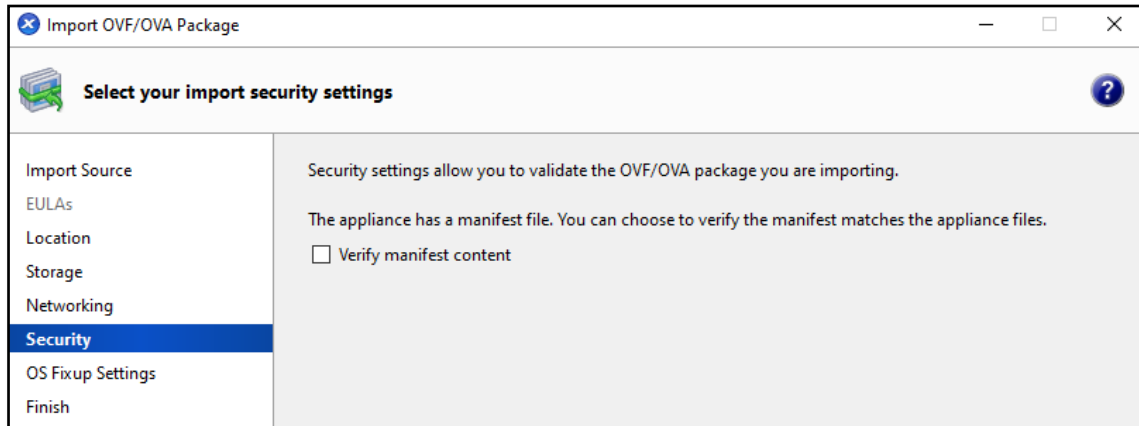 Import OVF/OVA Package
Select your import security settings
?
Import Source
EULAs
Location
Storage
Networking
Security
OS Fixup Settings
Finish
Security settings allow you to validate the OVF/OVA package you are importing.
The appliance has a manifest file. You can choose to verify the manifest matches the appliance files.
Verify manifest content